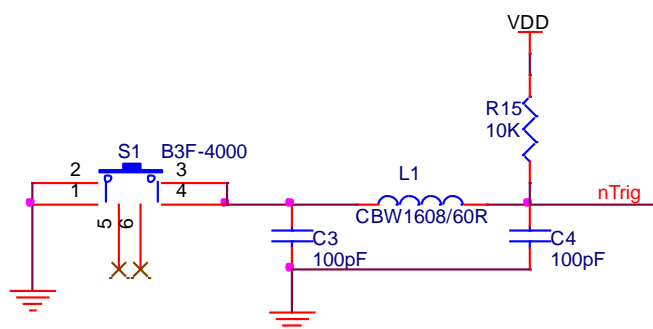 VDD
R15
10K
S1 B3F-4000
2 3
1 4
5 6
L1
CBW1608/60R
nTrig
C3
100pF
C4
100pF